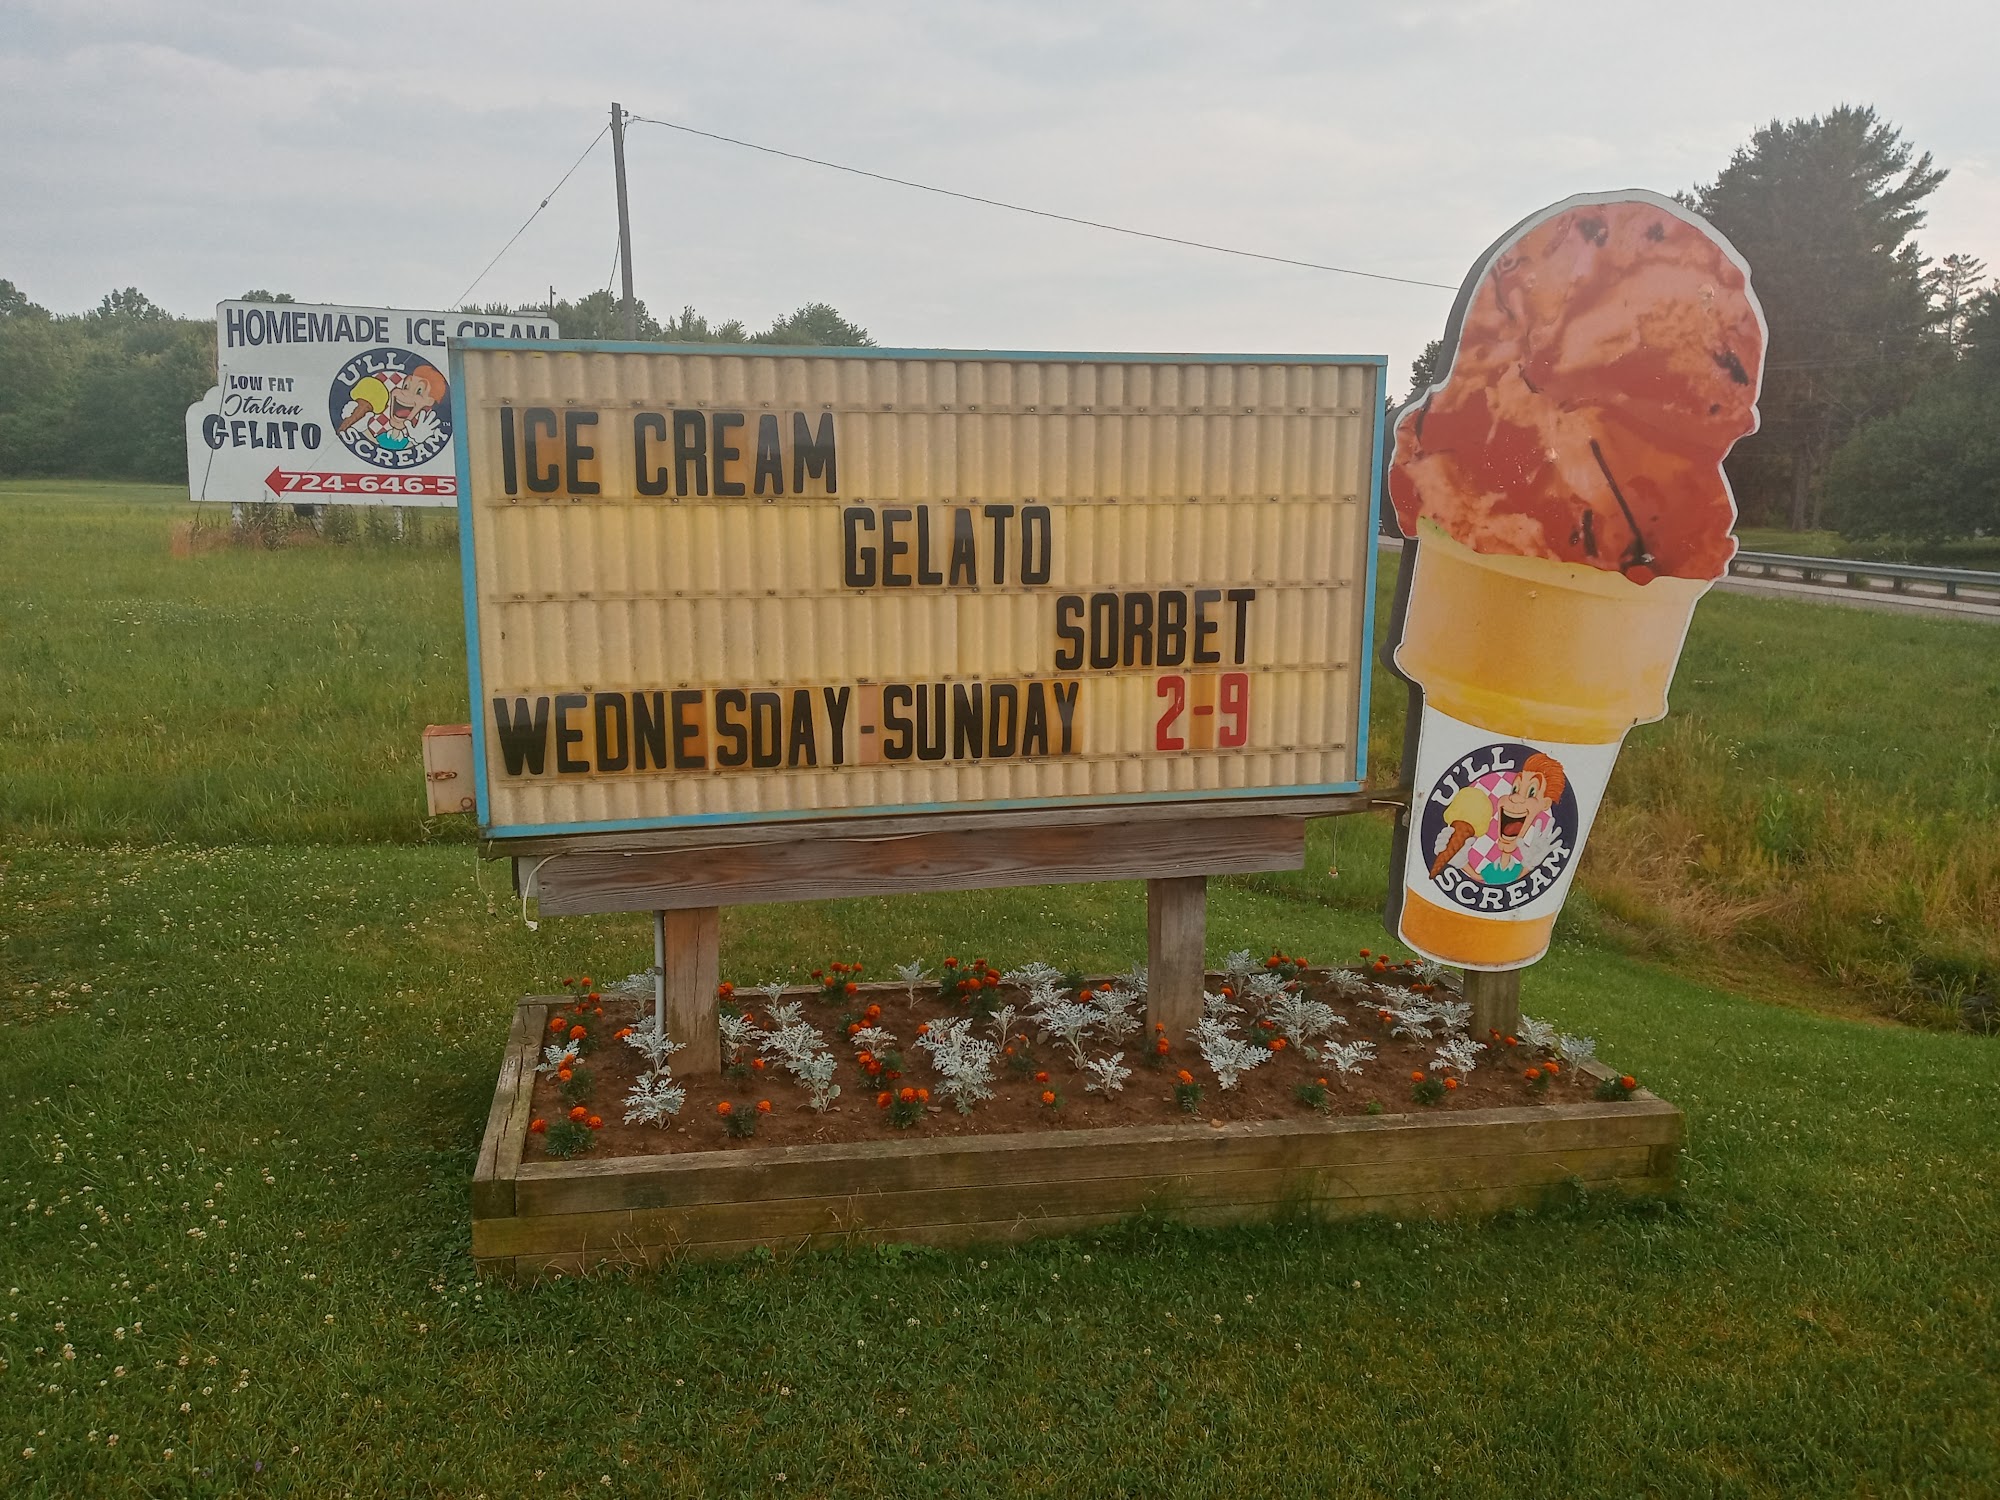 HOMEMADE ICE CREAM
LOW FAT
Italian
GELATO
U'LL
SCREAM™
724-646-5
ICE CREAM
GELATO
SORBET
WEDNESDAY-SUNDAY 2-9
U'LL
SCREAM